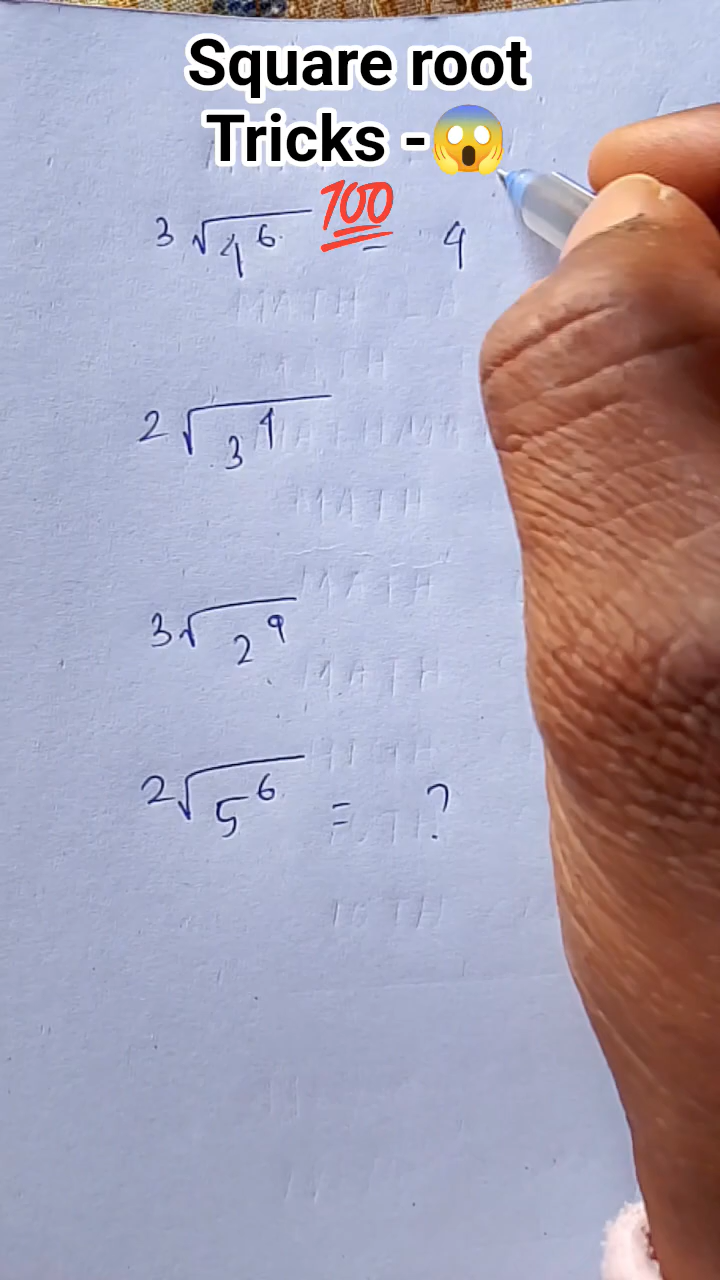 Square root
Tricks -😱
💯
³√4⁶ = 4
²√3⁴
³√2⁹
²√5⁶ = ?